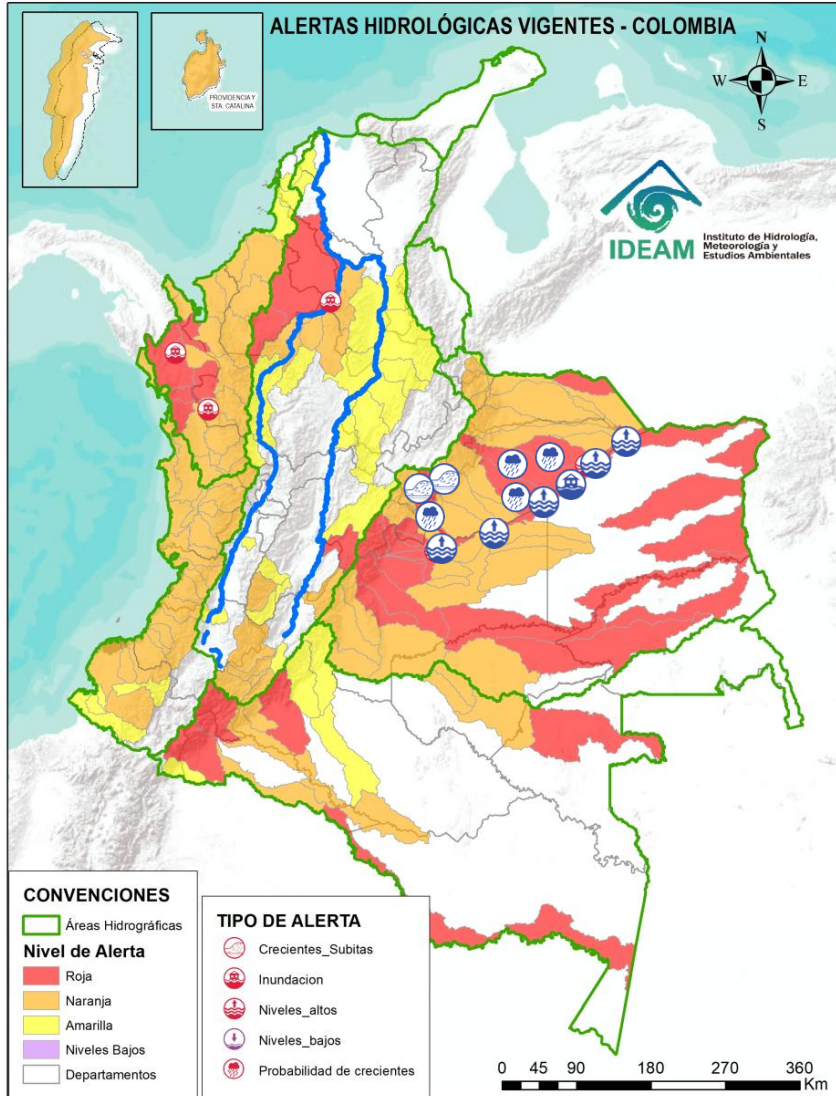 ALERTAS HIDROLÓGICAS VIGENTES - COLOMBIA
PROVIDENCIA Y
STA. CATALINA
N
W
E
S
IDEAM
Instituto de Hidrología,
Meteorología y
Estudios Ambientales
CONVENCIONES
Áreas Hidrográficas
Nivel de Alerta
Roja
Naranja
Amarilla
Niveles Bajos
Departamentos
TIPO DE ALERTA
Crecientes_Subitas
Inundacion
Niveles_altos
Niveles_bajos
Probabilidad de crecientes
0 45 90 180 270 360
Km